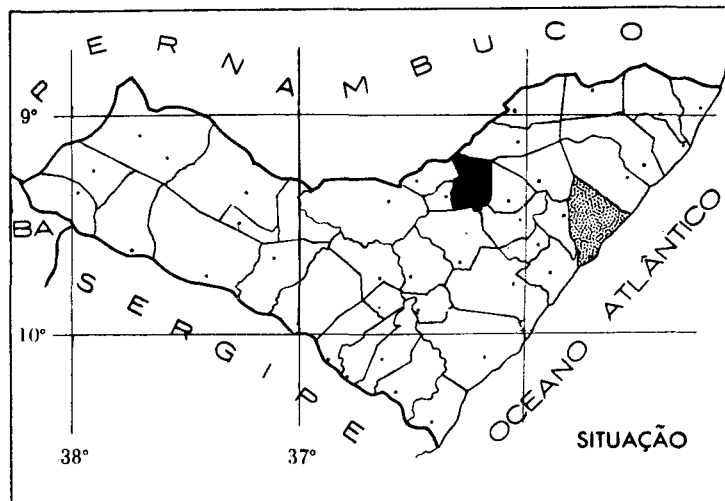 PERNAMBUCO
9°
BA
SERGIPE
10°
OCEANO ATLÂNTICO
SITUAÇÃO
38°
37°